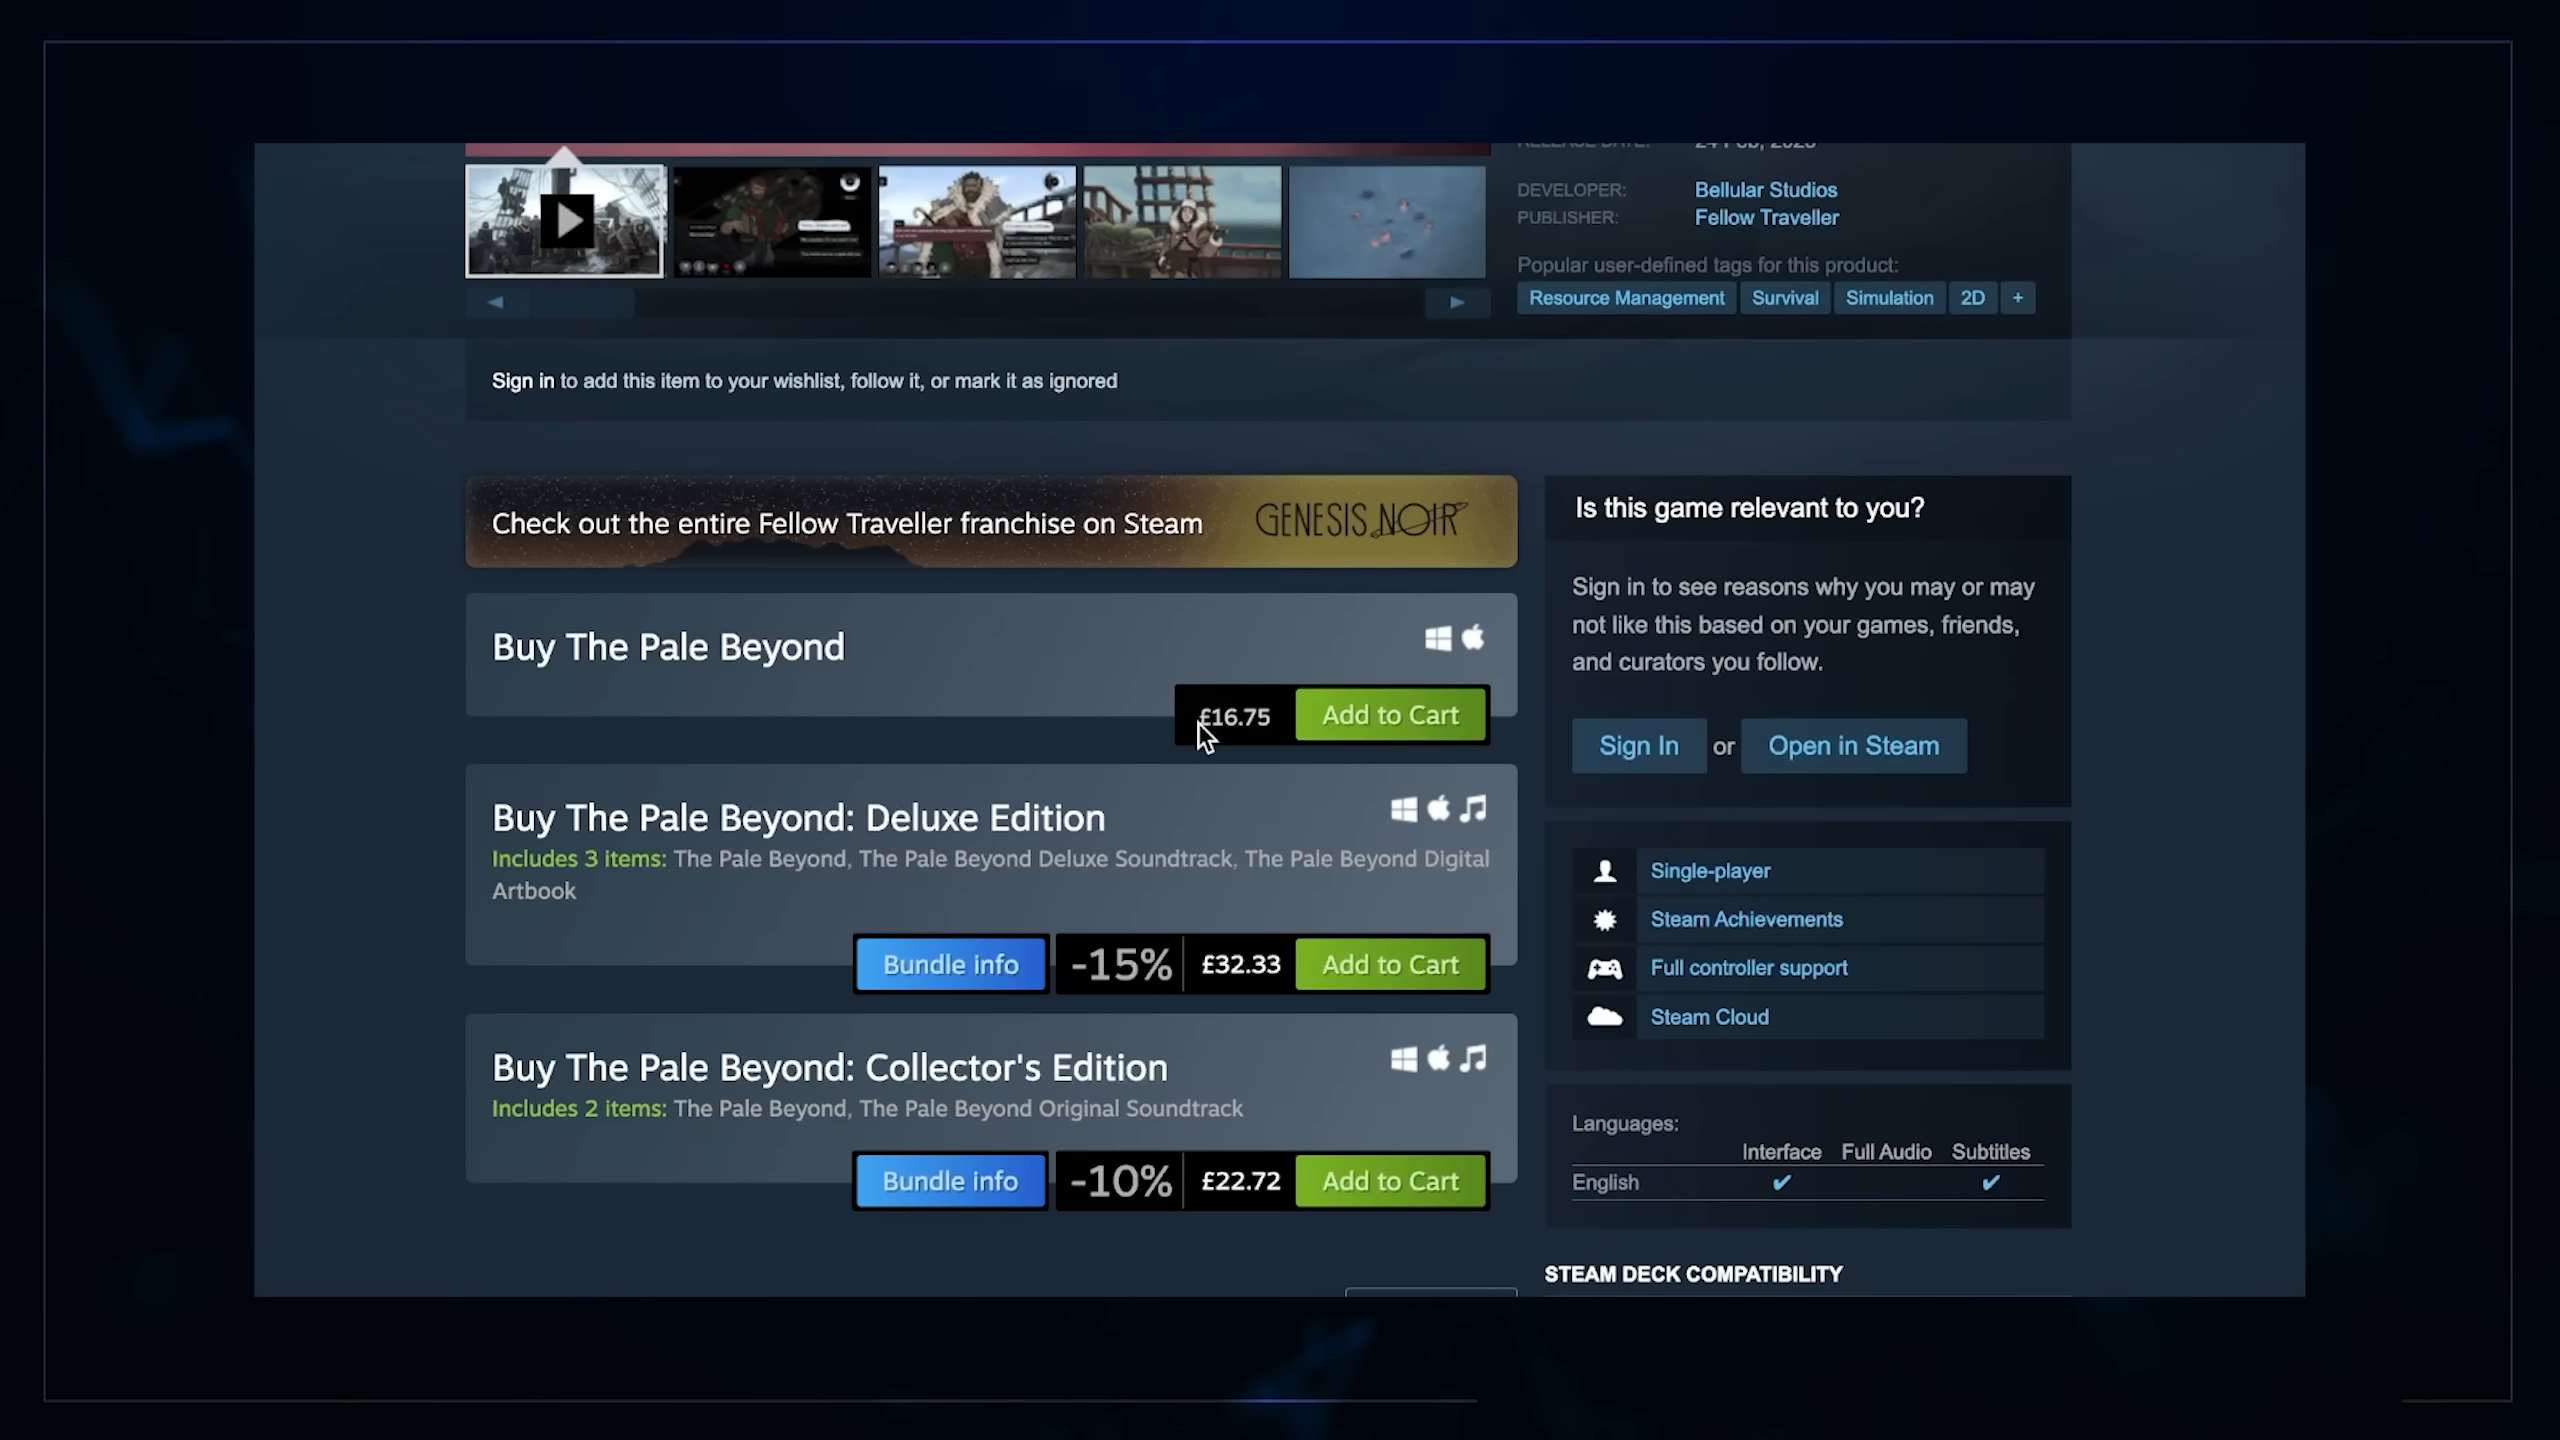 RELEASE DATE: 24 Feb, 2023
DEVELOPER: Bellular Studios
PUBLISHER: Fellow Traveller
Popular user-defined tags for this product:
Resource Management Survival Simulation 2D +
Sign in to add this item to your wishlist, follow it, or mark it as ignored
Check out the entire Fellow Traveller franchise on Steam GENESIS NOIR
Buy The Pale Beyond
£16.75 Add to Cart
Buy The Pale Beyond: Deluxe Edition
Includes 3 items: The Pale Beyond, The Pale Beyond Deluxe Soundtrack, The Pale Beyond Digital
Artbook
Bundle info -15% £32.33 Add to Cart
Buy The Pale Beyond: Collector's Edition
Includes 2 items: The Pale Beyond, The Pale Beyond Original Soundtrack
Bundle info -10% £22.72 Add to Cart
Is this game relevant to you?
Sign in to see reasons why you may or may
not like this based on your games, friends,
and curators you follow.
Sign In or Open in Steam
Single-player
Steam Achievements
Full controller support
Steam Cloud
Languages:
Interface Full Audio Subtitles
English ✔ ✔
STEAM DECK COMPATIBILITY